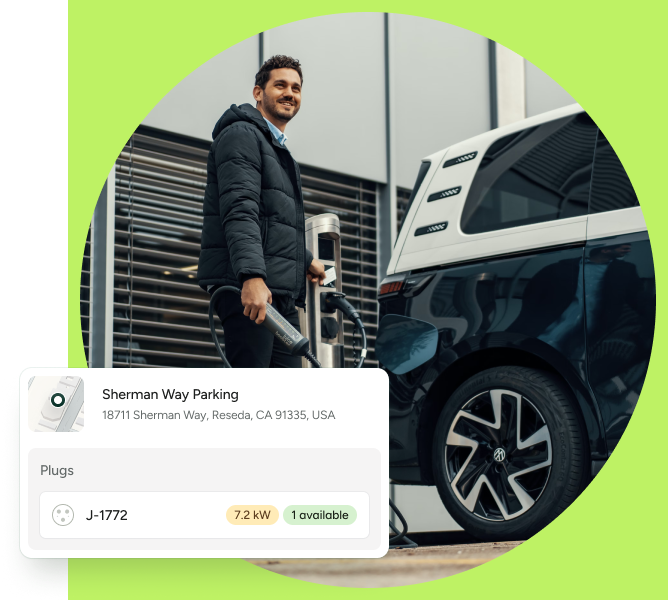 Sherman Way Parking
18711 Sherman Way, Reseda, CA 91335, USA
Plugs
J-1772
7.2 kW
1 available